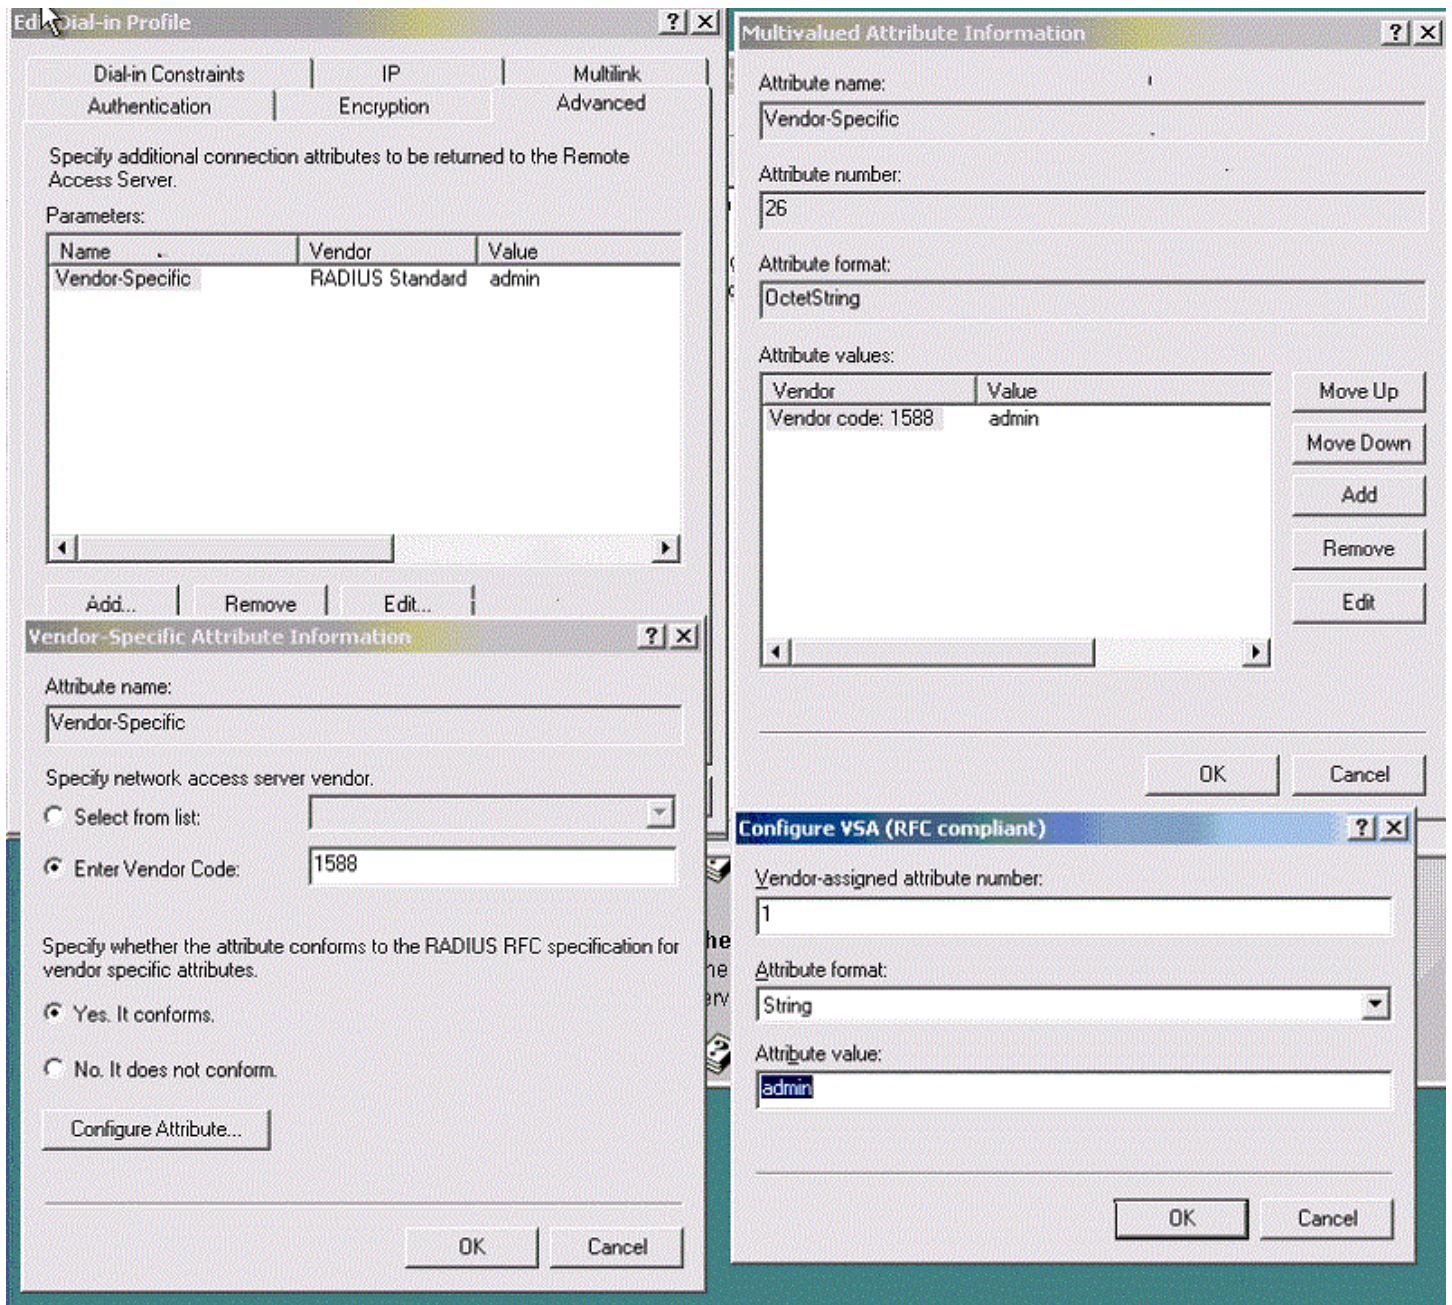 Edit Dial-in Profile
Dial-in Constraints IP Multilink
Authentication Encryption Advanced
Specify additional connection attributes to be returned to the Remote
Access Server.
Parameters:
Name Vendor Value
Vendor-Specific RADIUS Standard admin
Add... Remove Edit...
Multivalued Attribute Information
Attribute name:
Vendor-Specific
Attribute number:
26
Attribute format:
OctetString
Attribute values:
Vendor Value
Vendor code: 1588 admin
Move Up
Move Down
Add
Remove
Edit
OK Cancel
Vendor-Specific Attribute Information
Attribute name:
Vendor-Specific
Specify network access server vendor.
Select from list:
Enter Vendor Code: 1588
Specify whether the attribute conforms to the RADIUS RFC specification for
vendor specific attributes.
Yes. It conforms.
No. It does not conform.
Configure Attribute...
OK Cancel
Configure VSA (RFC compliant)
Vendor-assigned attribute number:
1
Attribute format:
String
Attribute value:
admin
OK Cancel